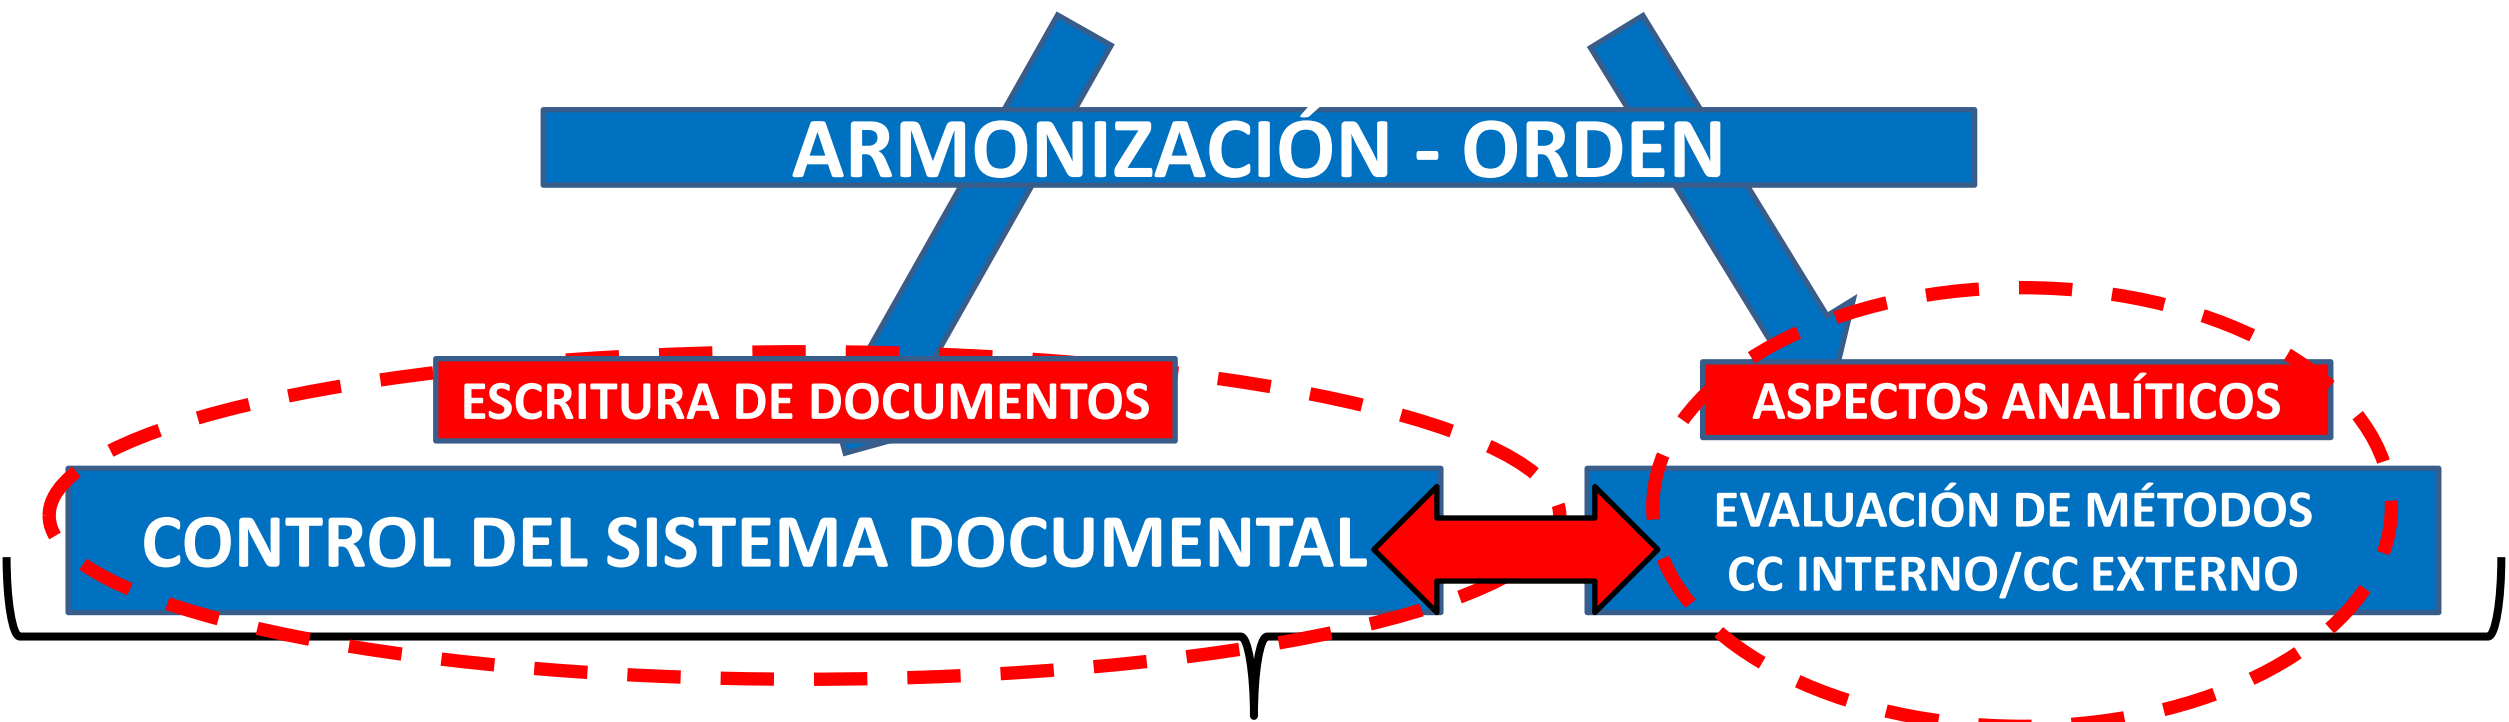 ARMONIZACIÓN - ORDEN
ESCRITURA DE DOCUMENTOS
ASPECTOS ANALÍTICOS
CONTROL DEL SISTEMA DOCUMENTAL
EVALUACIÓN DE MÉTODOS
CC INTERNO/CC EXTERNO